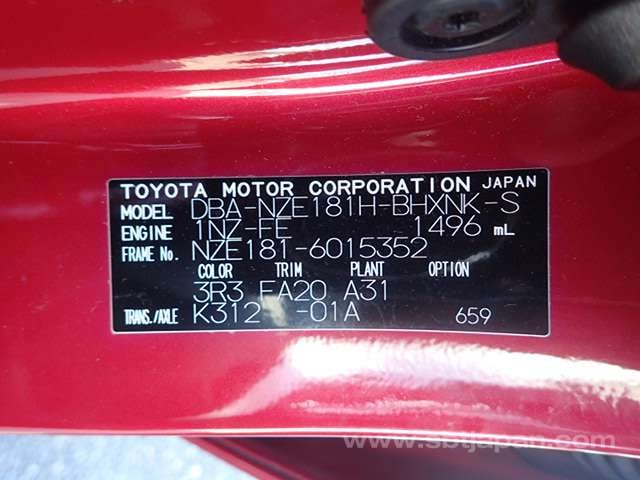 TOYOTA MOTOR CORPORATION JAPAN
MODEL DBA-NZE181H-BHXNK-S
ENGINE 1NZ-FE 1496 mL
FRAME No. NZE181-6015352
COLOR TRIM PLANT OPTION
3R3 FA20 A31
TRANS./AXLE K312 -01A 659
www.sbtjapan.com